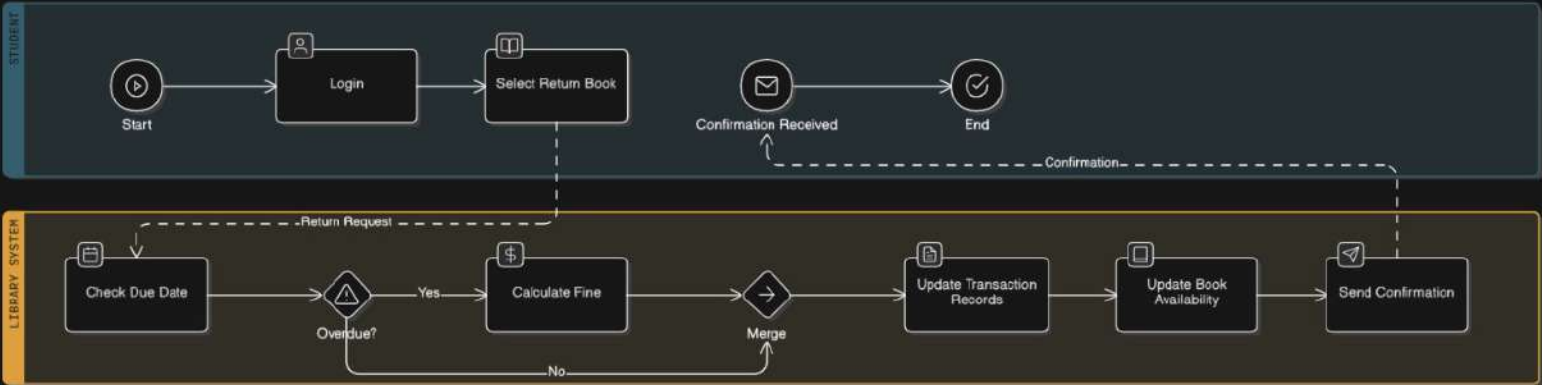 STUDENT
Login
Select Return Book
Start
Confirmation Received
End
Confirmation
LIBRARY SYSTEM
Return Request
Check Due Date
Overdue?
Yes
Calculate Fine
Merge
Update Transaction
Records
Update Book
Availability
Send Confirmation
No